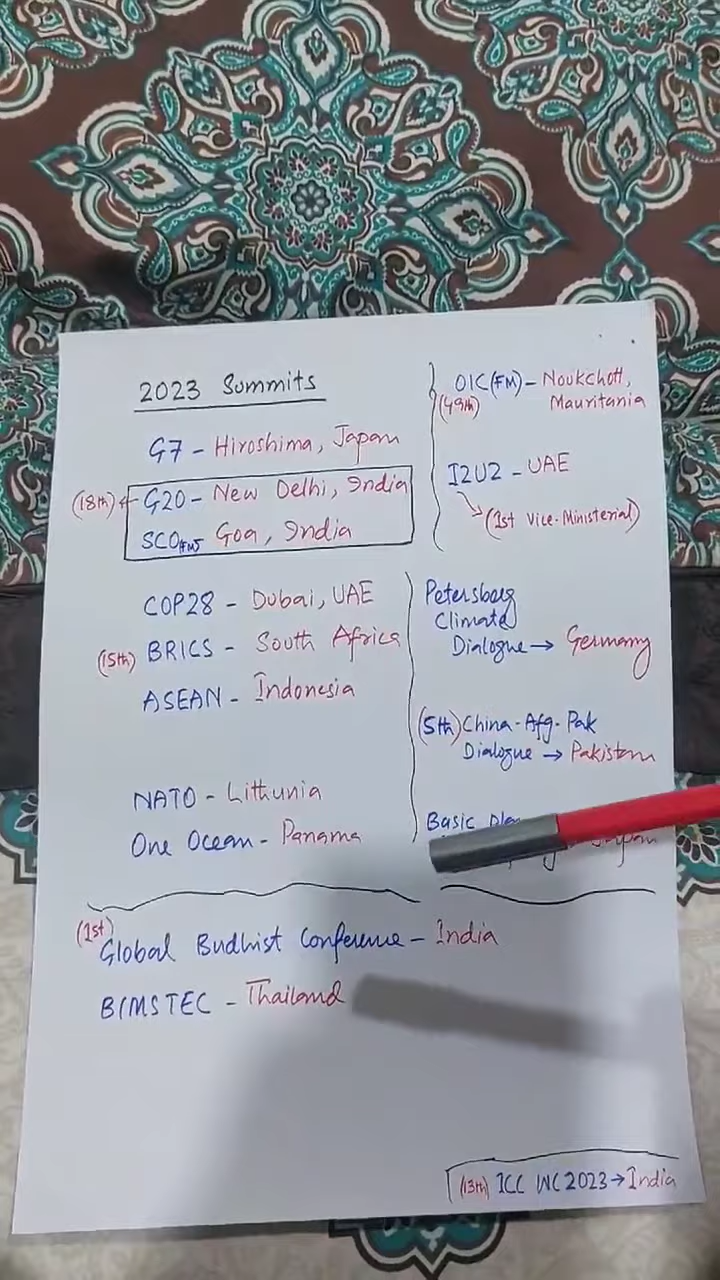 2023 Summits
G7 - Hiroshima, Japan
(18th) ← G20 - New Delhi, India
SCO(FM) Goa, India
COP28 - Dubai, UAE
(15th) BRICS - South Africa
ASEAN - Indonesia
NATO - Lithunia
One Ocean - Panama
OIC(FM) - Noukchott,
(49th) Mauritania
I2U2 - UAE
(1st Vice-Ministerial)
Petersberg
Climate
Dialogue → Germany
(5th) China-Afg-Pak
Dialogue → Pakistan
Basic
(1st) Global Budhist Conference - India
BIMSTEC - Thailand
(13th) ICC WC 2023 → India